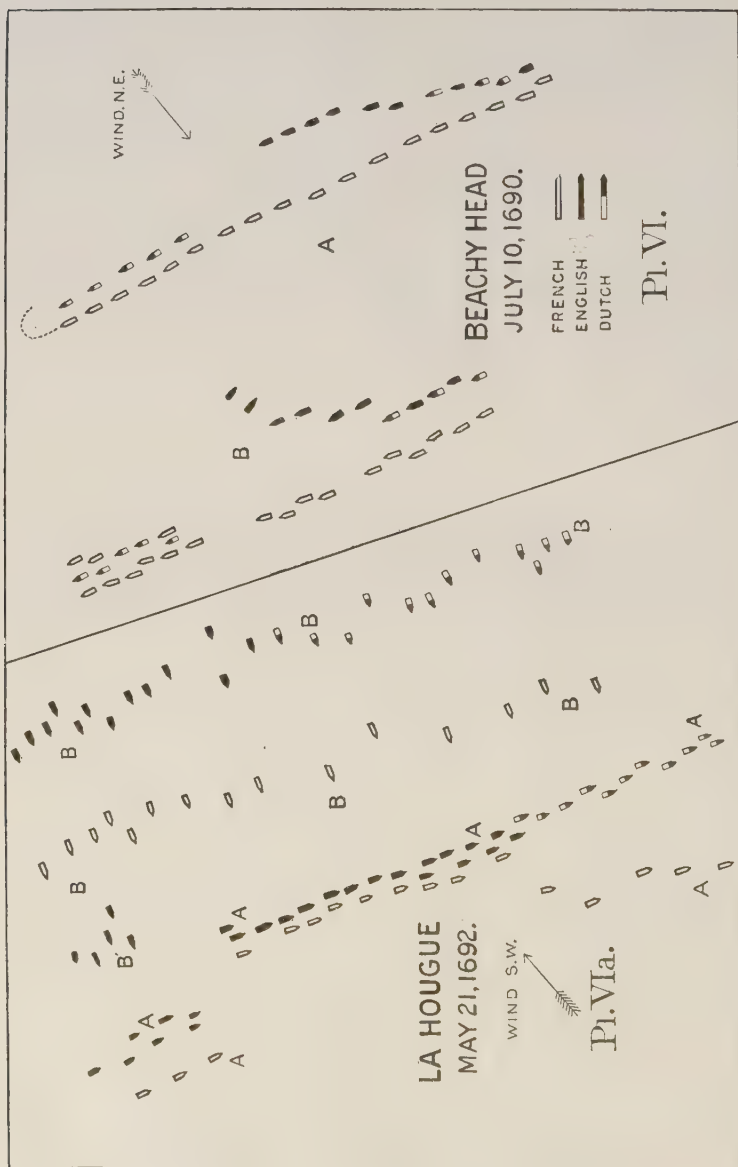 WIND. N.E.
A
BEACHY HEAD
JULY 10, 1690.
FRENCH
ENGLISH
DUTCH
Pl. VI.
B
B
B
B
B
B
B
B'
A
A
A
A
A
A
LA HOUGUE
MAY 21, 1692.
WIND S.W.
Pl. VIa.